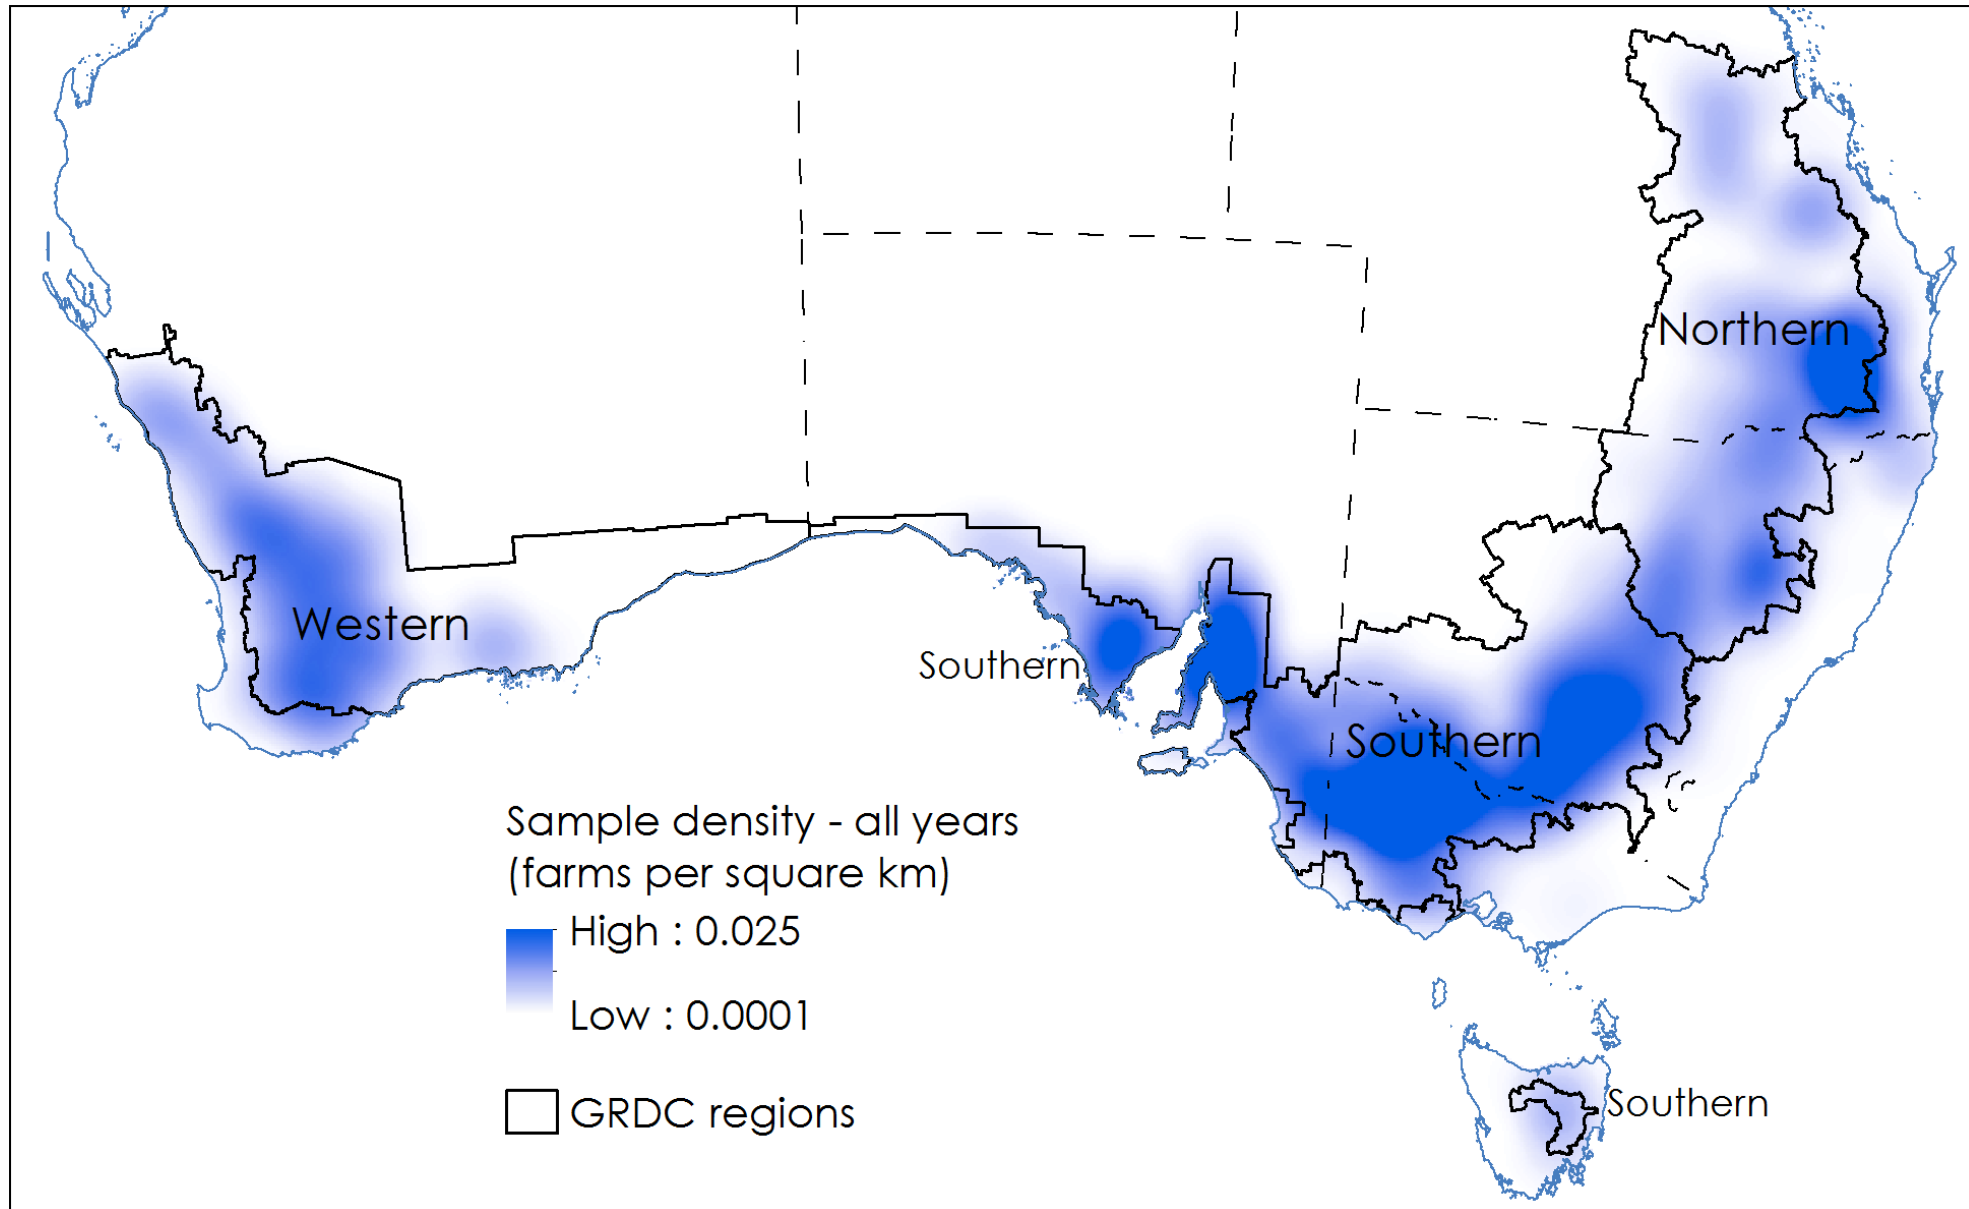 Northern
Western
Southern
Southern
Sample density - all years
(farms per square km)
High : 0.025
Low : 0.0001
GRDC regions
Southern